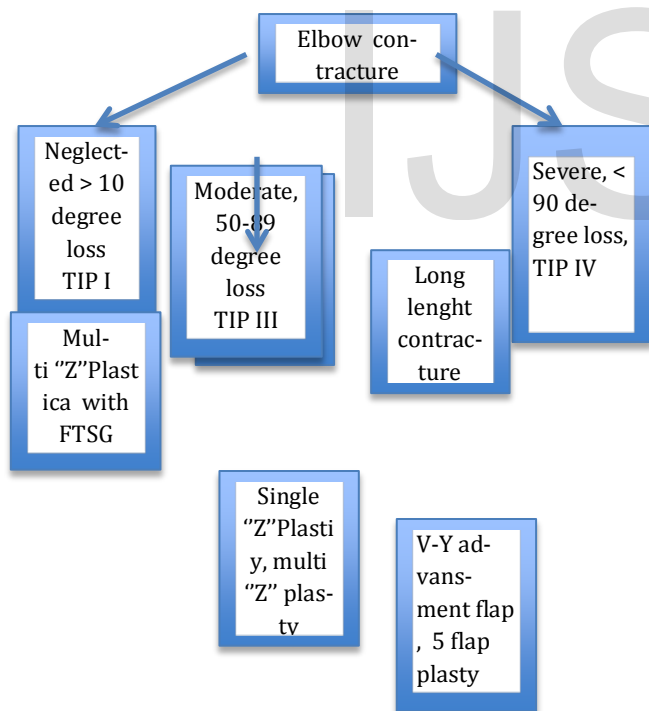 IJS
Elbow con-
tracture
Neglect-
ed > 10
degree
loss
TIP I
Moderate,
50-89
degree
loss
TIP III
Severe, <
90 de-
gree loss,
TIP IV
Long
lenght
contrac-
ture
Mul-
ti “Z”Plast
ica with
FTSG
Single
“Z”Plasti
y, multi
“Z” plas-
ty
V-Y ad-
vans-
ment flap
, 5 flap
plasty